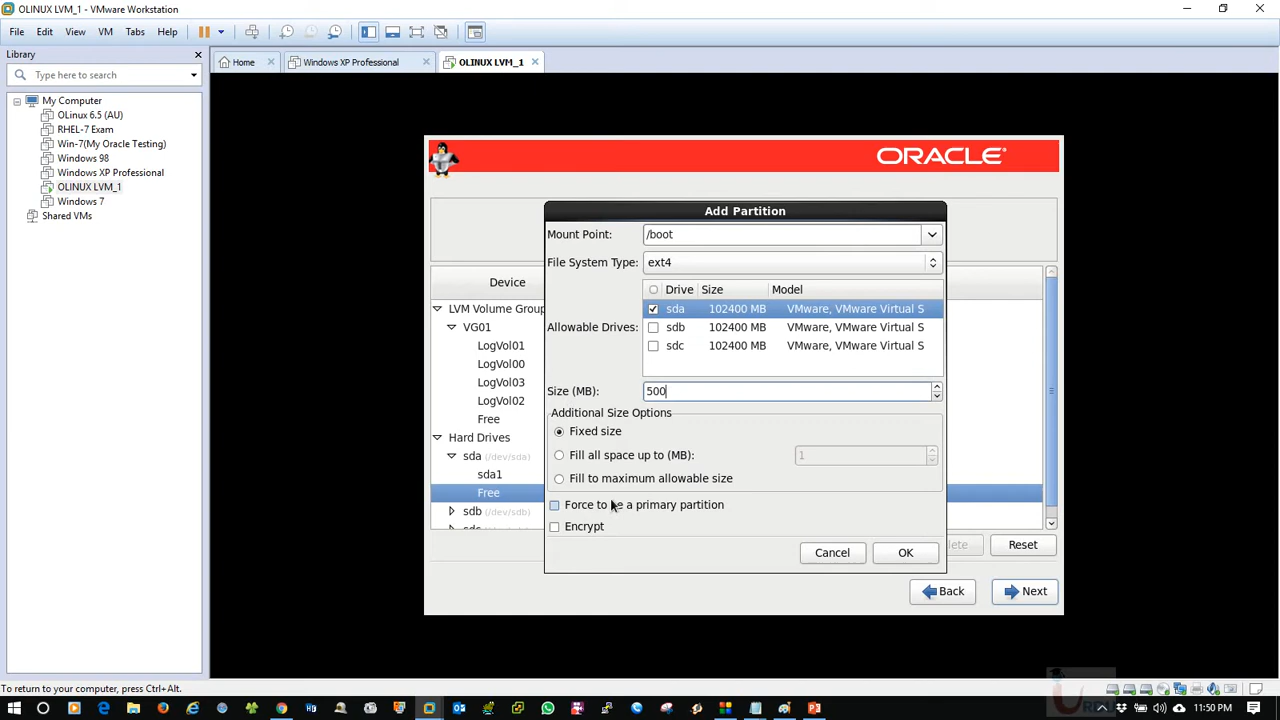 OLINUX LVM_1 - VMware Workstation
File Edit View VM Tabs Help
Library
Type here to search
My Computer
OLinux 6.5 (AU)
RHEL-7 Exam
Win-7(My Oracle Testing)
Windows 98
Windows XP Professional
OLINUX LVM_1
Windows 7
Shared VMs
Home Windows XP Professional OLINUX LVM_1
ORACLE®
Add Partition
Mount Point: /boot
File System Type: ext4
Drive Size Model
sda 102400 MB VMware, VMware Virtual S
Allowable Drives: sdb 102400 MB VMware, VMware Virtual S
sdc 102400 MB VMware, VMware Virtual S
Size (MB): 500
Additional Size Options
Fixed size
Fill all space up to (MB): 1
Fill to maximum allowable size
Force to be a primary partition
Encrypt
Cancel OK
Device
LVM Volume Group
VG01
LogVol01
LogVol00
LogVol03
LogVol02
Free
Hard Drives
sda (/dev/sda)
sda1
Free
sdb (/dev/sdb)
Reset
Back Next
To return to your computer, press Ctrl+Alt.
11:50 PM